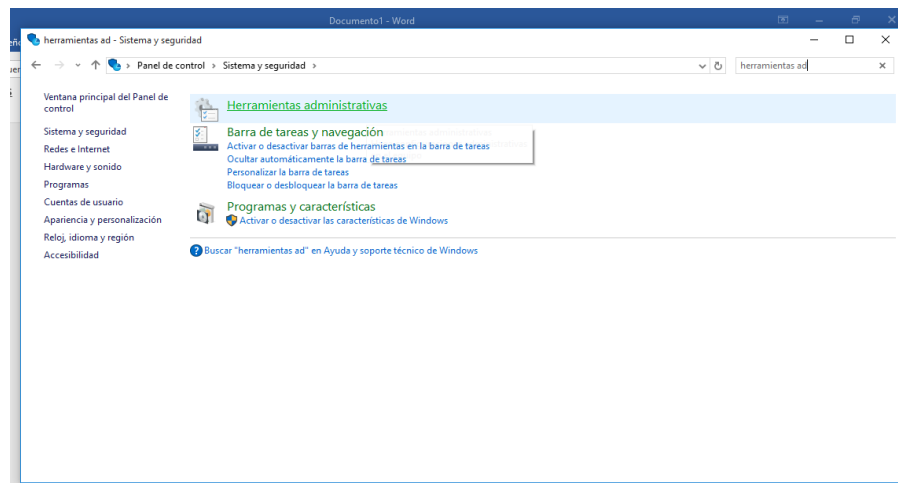 Documento1 - Word
herramientas ad - Sistema y seguridad
Panel de control > Sistema y seguridad >
herramientas ad
Ventana principal del Panel de
control
Sistema y seguridad
Redes e Internet
Hardware y sonido
Programas
Cuentas de usuario
Apariencia y personalización
Reloj, idioma y región
Accesibilidad
Herramientas administrativas
Barra de tareas y navegación
Activar o desactivar barras de herramientas en la barra de tareas
Ocultar automáticamente la barra de tareas
Personalizar la barra de tareas
Bloquear o desbloquear la barra de tareas
Programas y características
Activar o desactivar las características de Windows
Buscar "herramientas ad" en Ayuda y soporte técnico de Windows